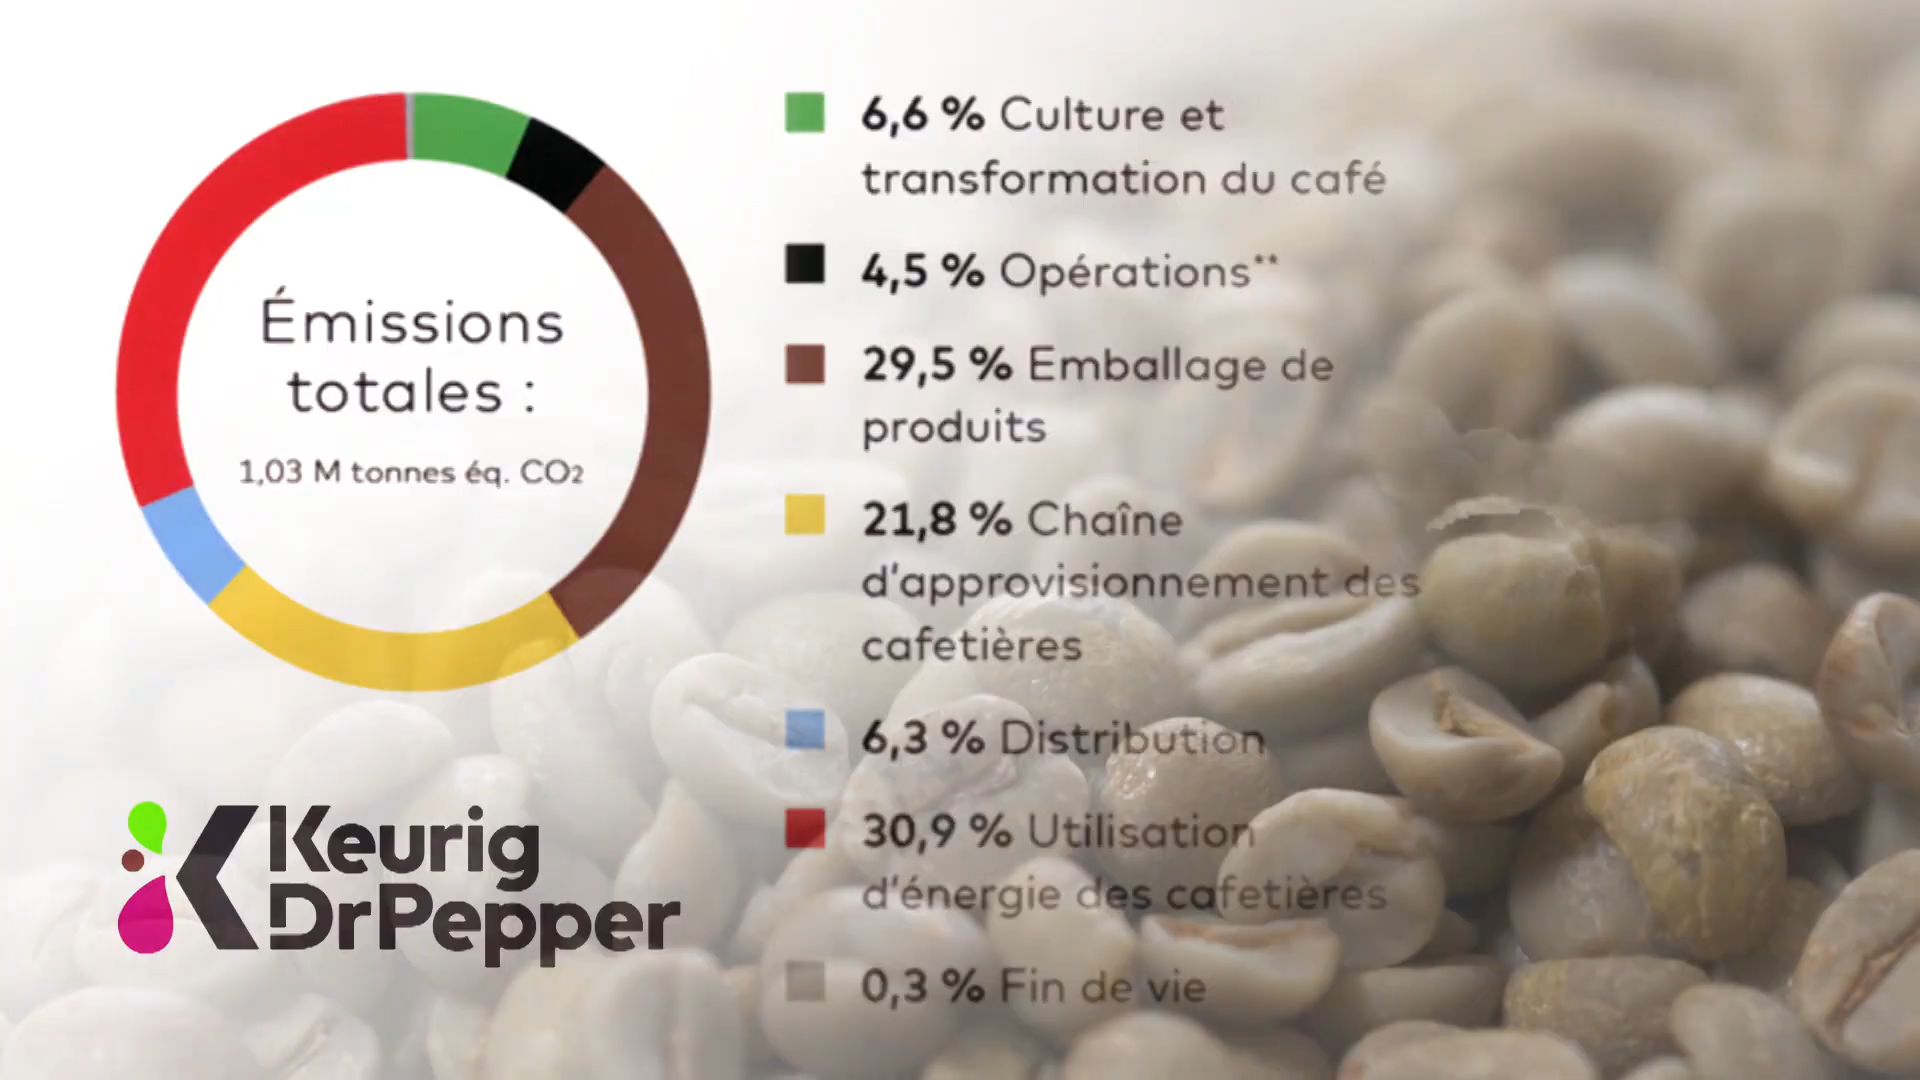 Émissions
totales :
1,03 M tonnes éq. CO2
6,6 % Culture et
transformation du café
4,5 % Opérations**
29,5 % Emballage de
produits
21,8 % Chaîne
d'approvisionnement des
cafetières
6,3 % Distribution
30,9 % Utilisation
d'énergie des cafetières
0,3 % Fin de vie
Keurig
DrPepper